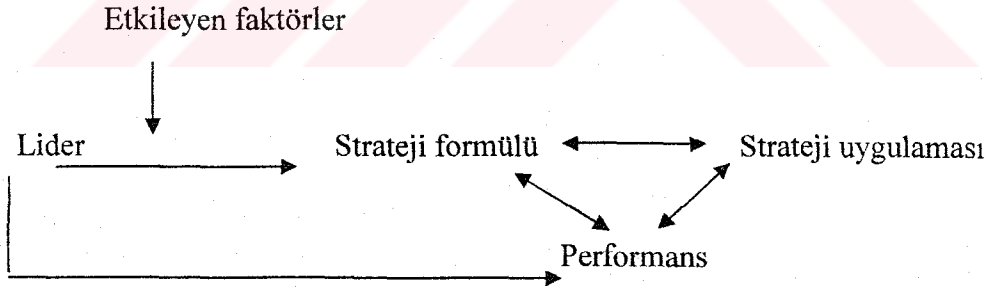 Etkileyen faktörler
Lider
Strateji formülü
Strateji uygulaması
Performans